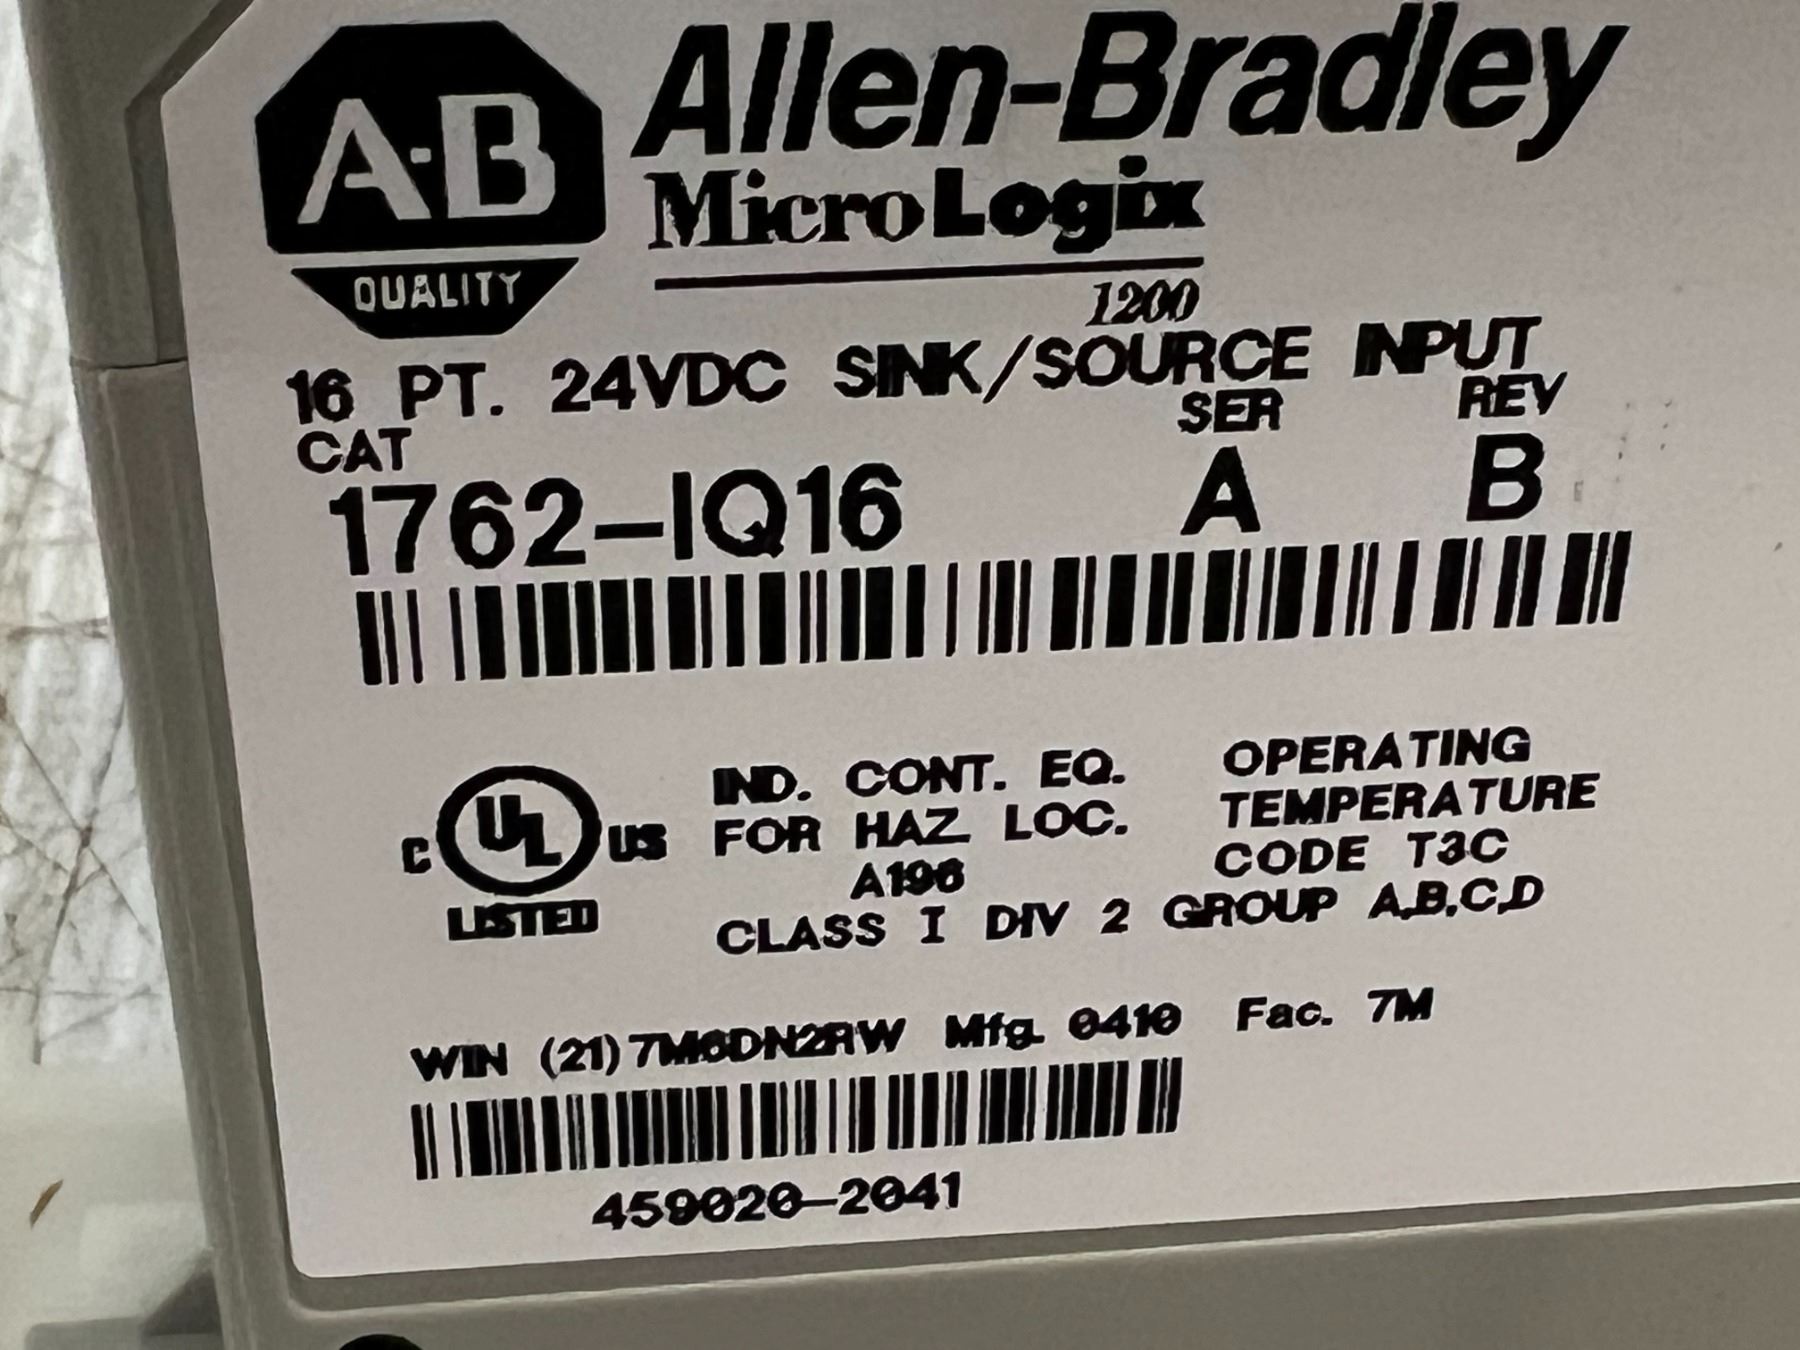 A-B
QUALITY
Allen-Bradley
MicroLogix
1200
16 PT. 24VDC SINK/SOURCE INPUT
CAT SER REV
1762-IQ16 A B
C UL US
LISTED
IND. CONT. EQ.
FOR HAZ LOC.
A196
OPERATING
TEMPERATURE
CODE T3C
CLASS I DIV 2 GROUP A,B,C,D
WIN (21) 7M6DN2RW Mfg. 0410 Fac. 7M
459020-2041